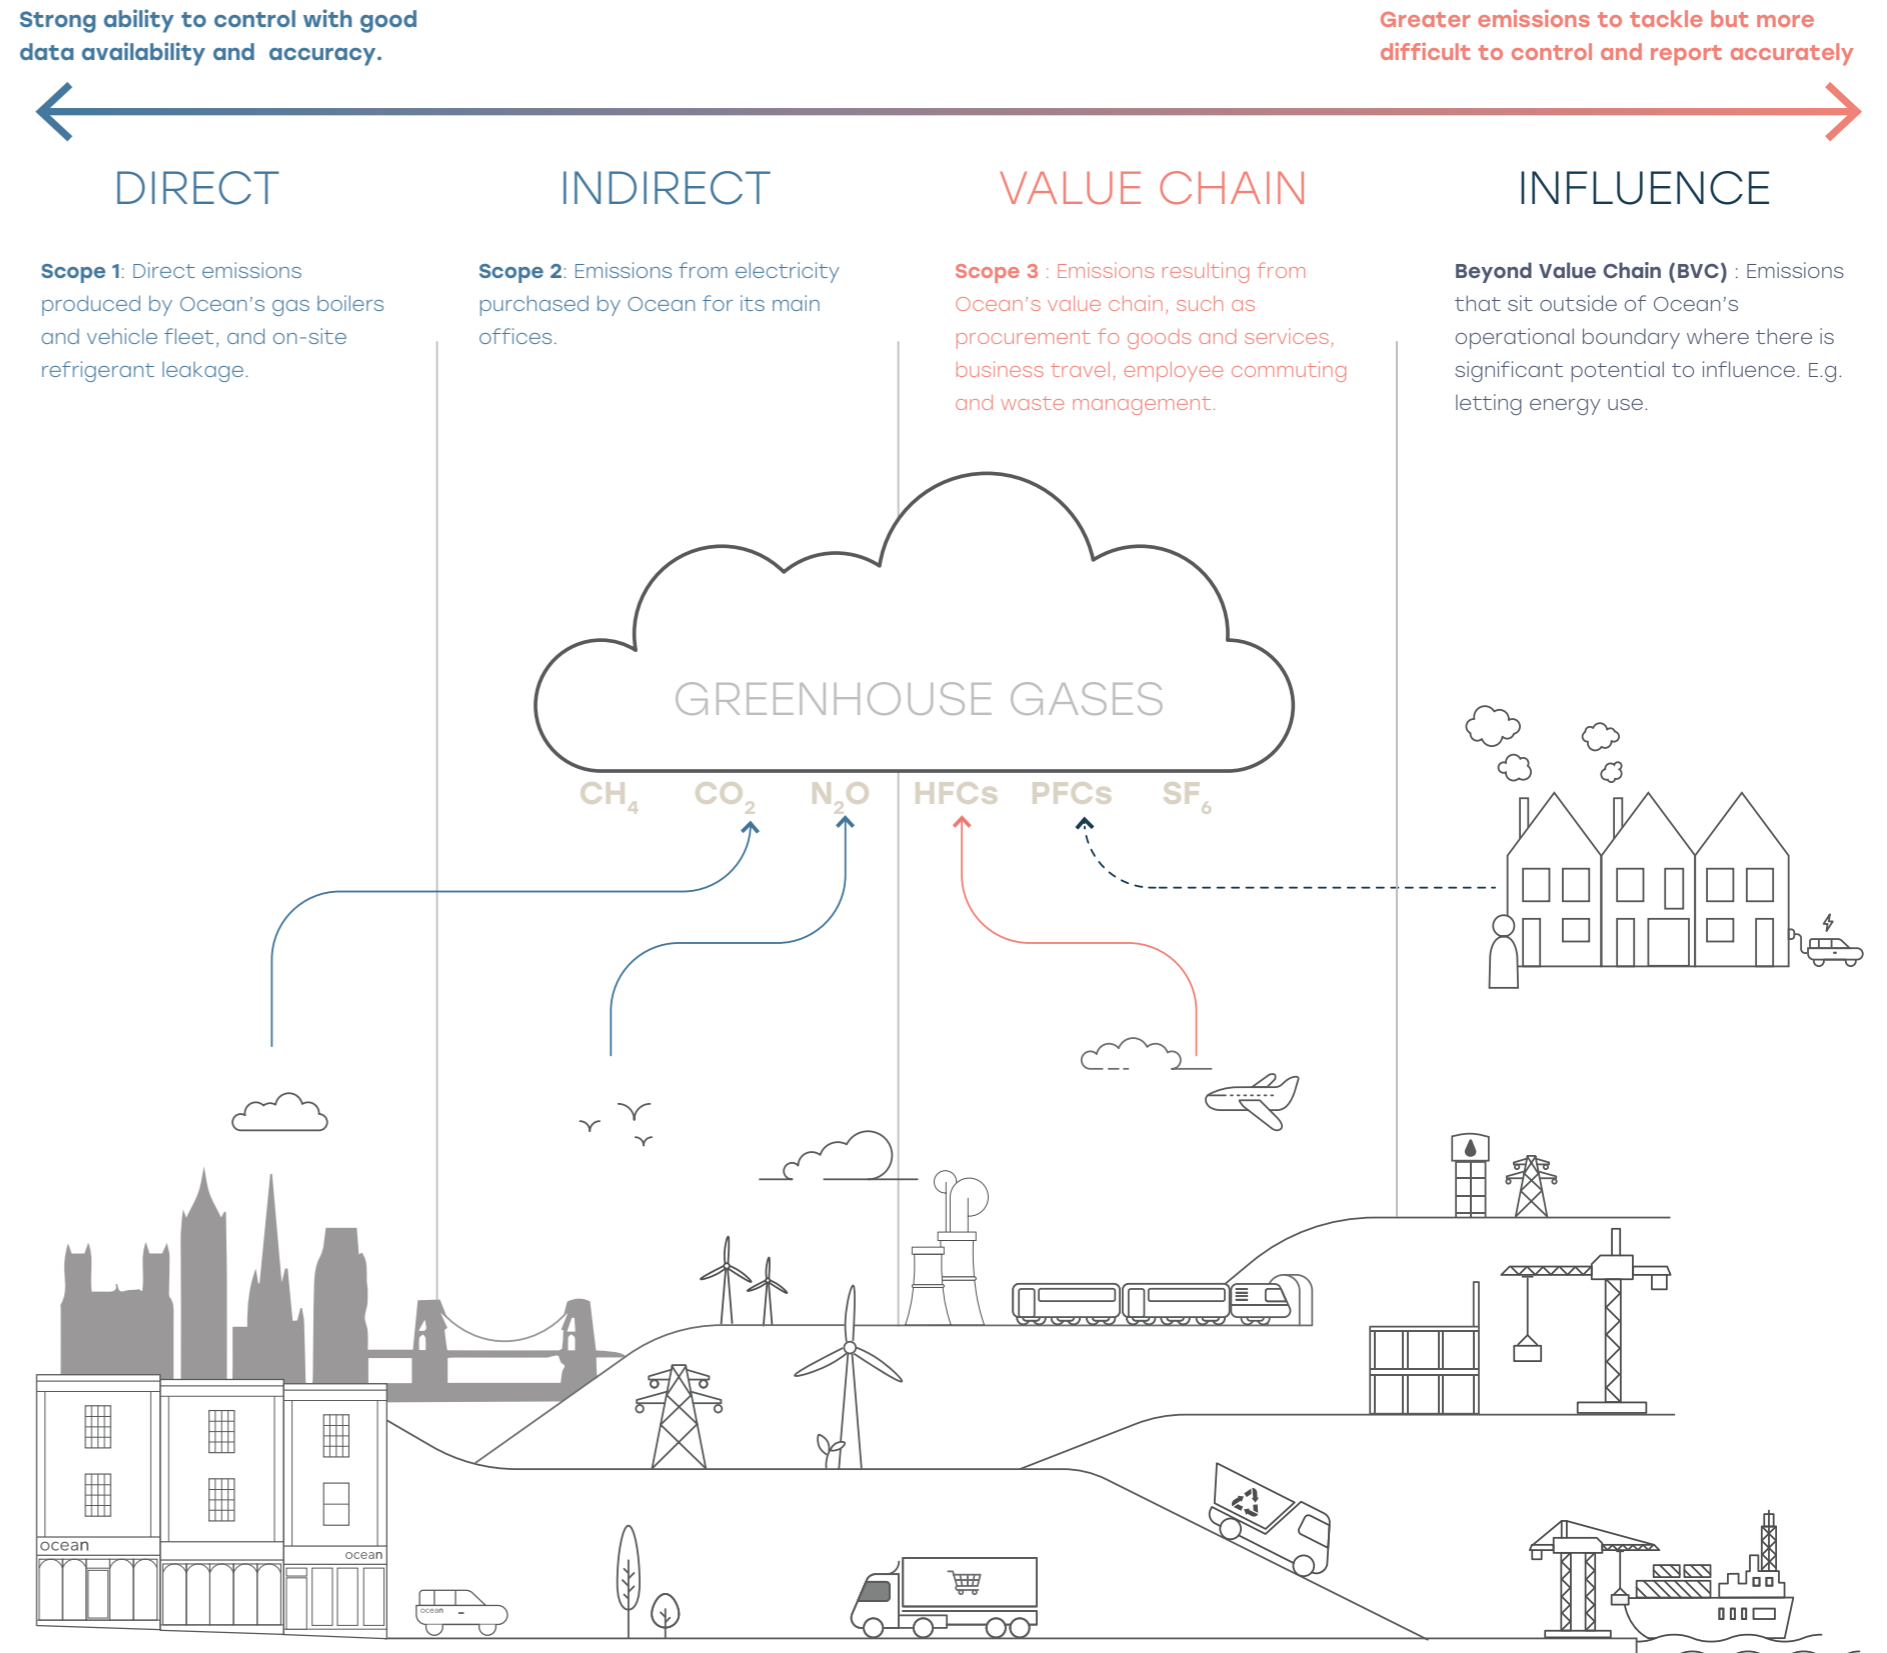 Strong ability to control with good
data availability and accuracy.
Greater emissions to tackle but more
difficult to control and report accurately
DIRECT
INDIRECT
VALUE CHAIN
INFLUENCE
Scope 1: Direct emissions
produced by Ocean's gas boilers
and vehicle fleet, and on-site
refrigerant leakage.
Scope 2: Emissions from electricity
purchased by Ocean for its main
offices.
Scope 3 : Emissions resulting from
Ocean's value chain, such as
procurement fo goods and services,
business travel, employee commuting
and waste management.
Beyond Value Chain (BVC) : Emissions
that sit outside of Ocean's
operational boundary where there is
significant potential to influence. E.g.
letting energy use.
GREENHOUSE GASES
CH₄ CO₂ N₂O HFCs PFCs SF₆
ocean
ocean
ocean